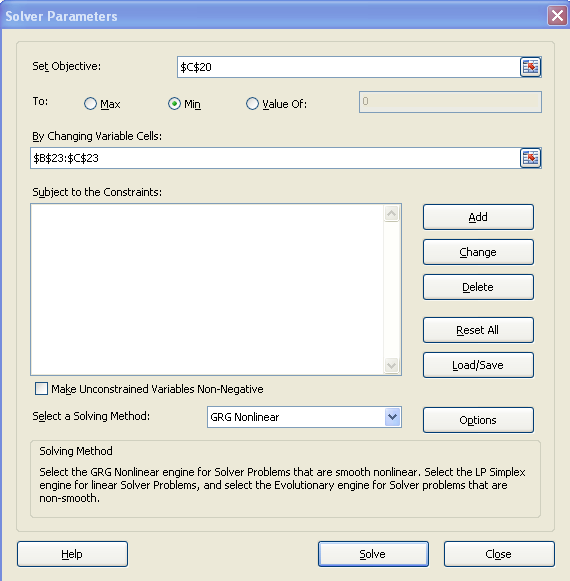 Solver Parameters
Set Objective: $C$20
To: Max Min Value Of: 0
By Changing Variable Cells:
$B$23:$C$23
Subject to the Constraints:
Add
Change
Delete
Reset All
Load/Save
Make Unconstrained Variables Non-Negative
Select a Solving Method: GRG Nonlinear Options
Solving Method
Select the GRG Nonlinear engine for Solver Problems that are smooth nonlinear. Select the LP Simplex
engine for linear Solver Problems, and select the Evolutionary engine for Solver problems that are
non-smooth.
Help Solve Close